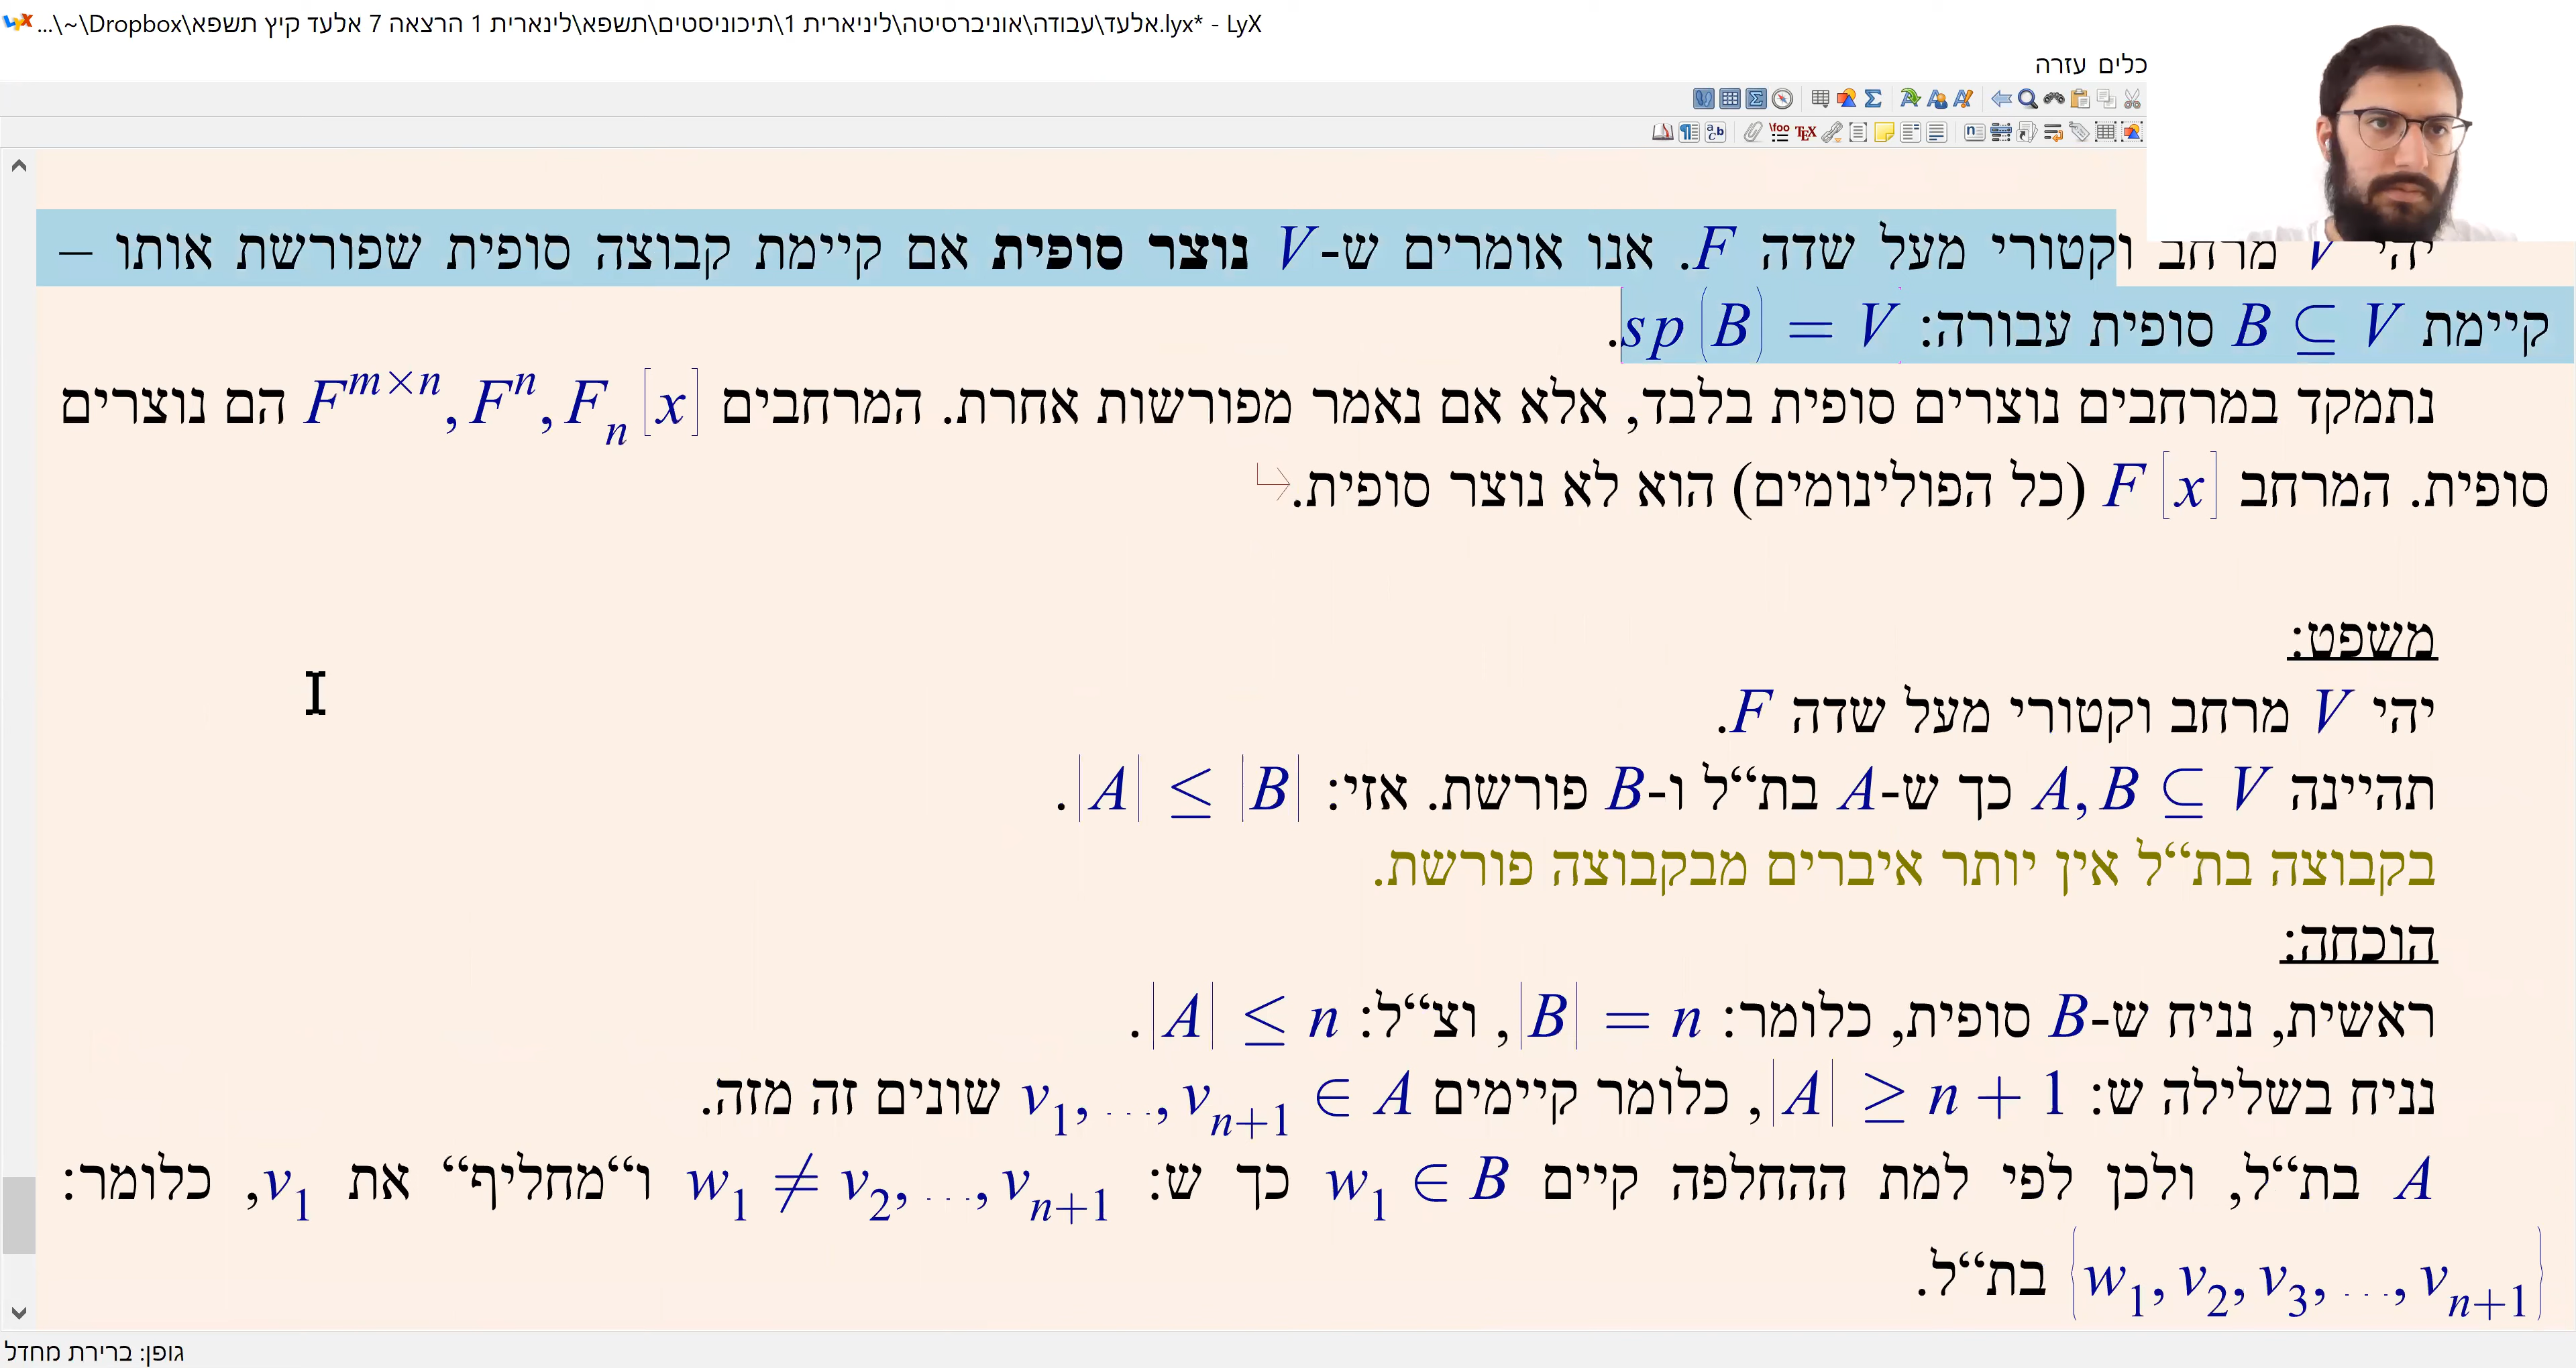 ...\~\Dropbox\אלעד\עבודה\אוניברסיטה\ליניארית 1\תיכוניסטים\תשפא\לינארית 1 הרצאה 7 אלעד קיץ תשפא.lyx* - LyX
כלים עזרה
יהי V מרחב וקטורי מעל שדה F. אנו אומרים ש-V נוצר סופית אם קיימת קבוצה סופית שפורשת אותו –
קיימת B ⊆ V סופית עבורה: sp(B) = V.
נתמקד במרחבים נוצרים סופית בלבד, אלא אם נאמר מפורשות אחרת. המרחבים F^{m×n}, F^n, F_n[x] הם נוצרים
סופית. המרחב F[x] (כל הפולינומים) הוא לא נוצר סופית.
משפט:
יהי V מרחב וקטורי מעל שדה F.
תהיינה A, B ⊆ V כך ש-A בת“ל ו-B פורשת. אזי: |A| ≤ |B|.
בקבוצה בת“ל אין יותר איברים מבקבוצה פורשת.
הוכחה:
ראשית, נניח ש-B סופית, כלומר: |B| = n, וצ“ל: |A| ≤ n.
נניח בשלילה ש: |A| ≥ n + 1, כלומר קיימים v_1, …, v_{n+1} ∈ A שונים זה מזה.
A בת“ל, ולכן לפי למת ההחלפה קיים w_1 ∈ B כך ש: w_1 ≠ v_2, …, v_{n+1} ו“מחליף“ את v_1, כלומר:
{w_1, v_2, v_3, …, v_{n+1}} בת“ל.
גופן: ברירת מחדל